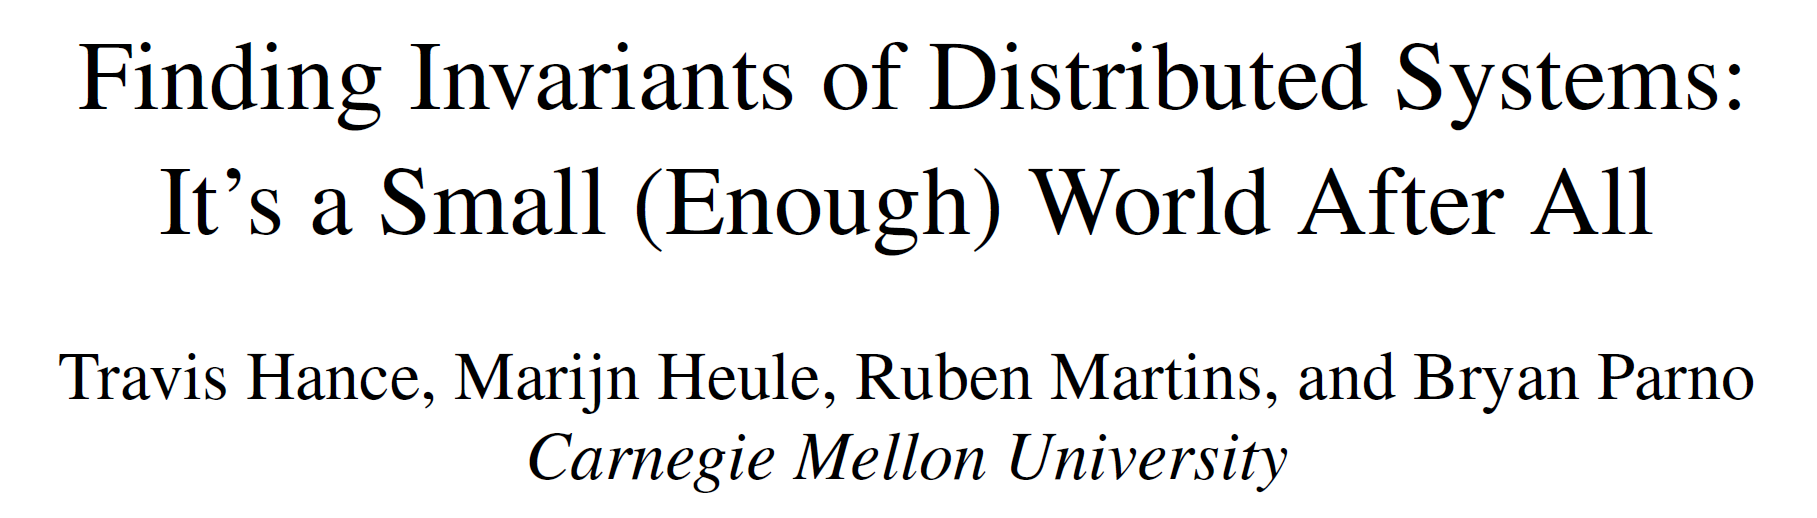 Finding Invariants of Distributed Systems:
It’s a Small (Enough) World After All
Travis Hance, Marijn Heule, Ruben Martins, and Bryan Parno
Carnegie Mellon University